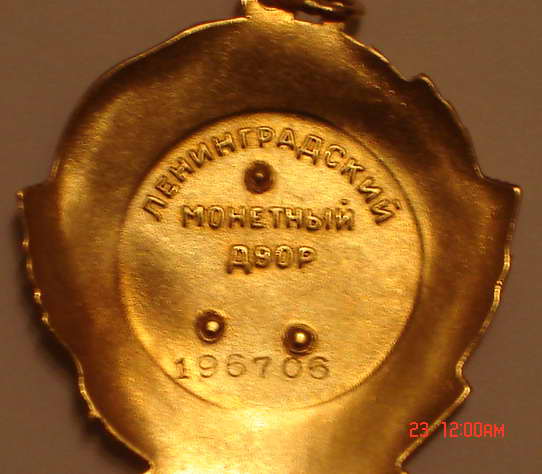 ЛЕНИНГРАДСКИЙ
МОНЕТНЫЙ
ДВОР
196706
23 12:00AM